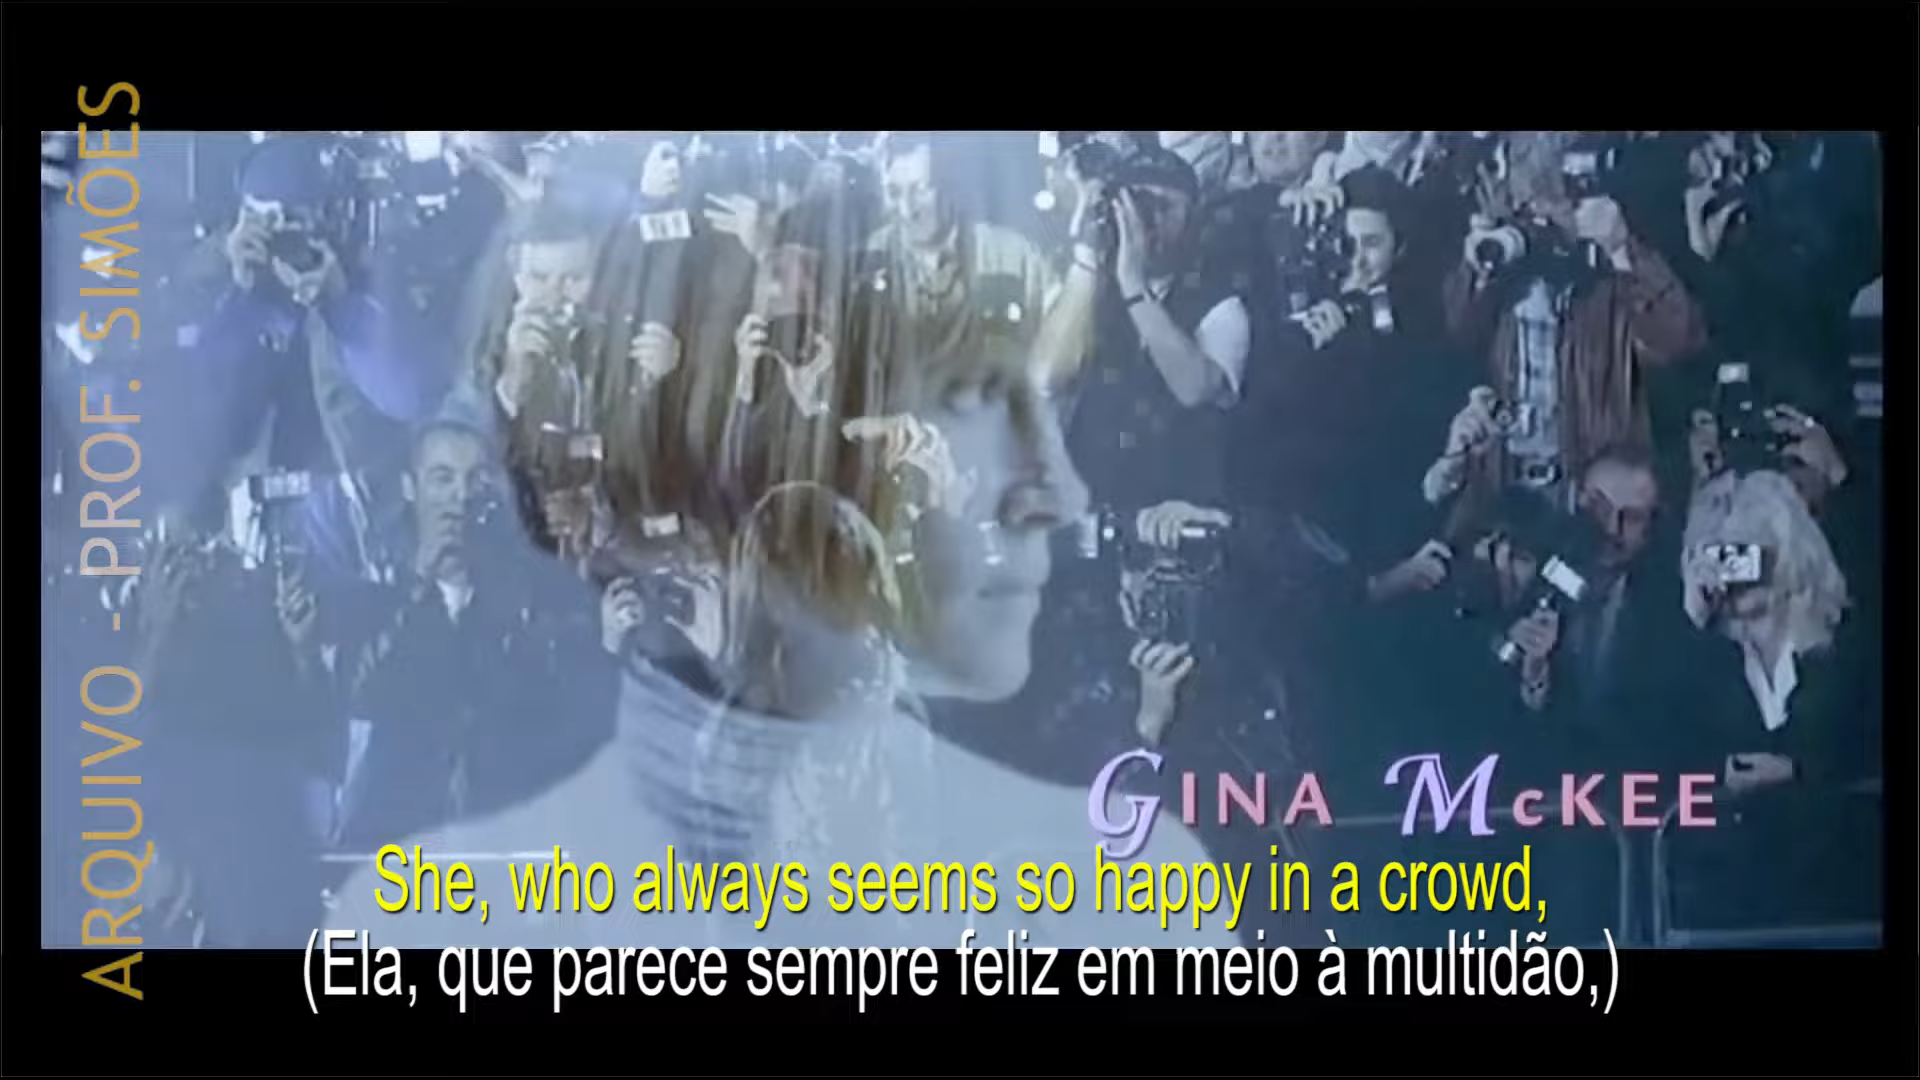 ARQUIVO -PROF. SIMÕES
GINA McKEE
She, who always seems so happy in a crowd,
(Ela, que parece sempre feliz em meio à multidão,)